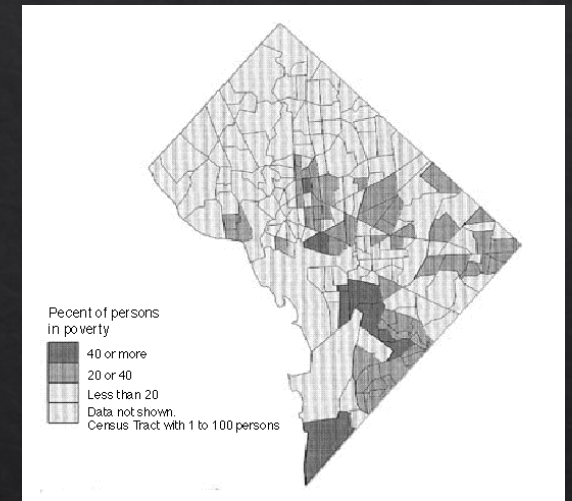 Pecent of persons
in poverty
40 or more
20 or 40
Less than 20
Data not shown.
Census Tract with 1 to 100 persons